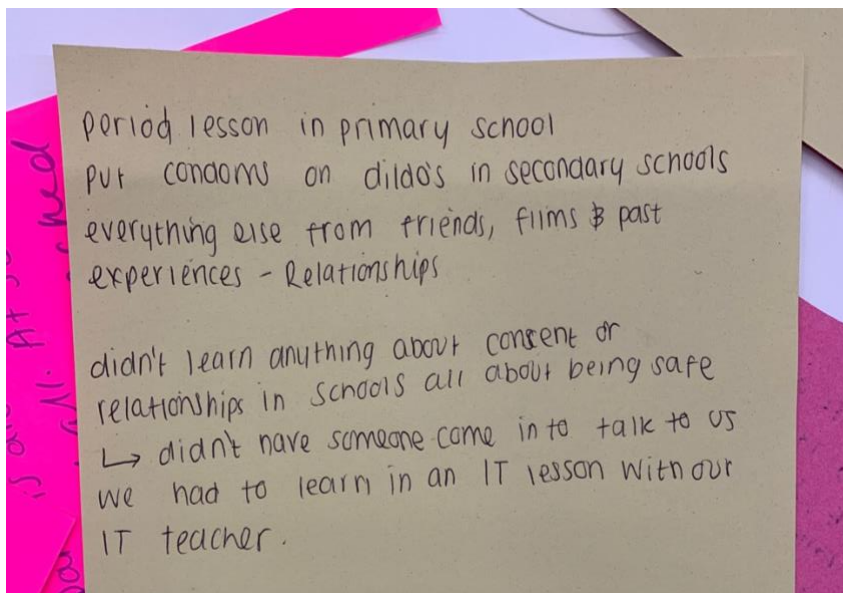 period lesson in primary school
put condoms on dildo's in secondary schools
everything else from friends, films & past
experiences - Relationships
didn't learn anything about consent or
relationships in schools all about being safe
↳ didn't have someone come in to talk to us
we had to learn in an IT lesson with our
IT teacher.